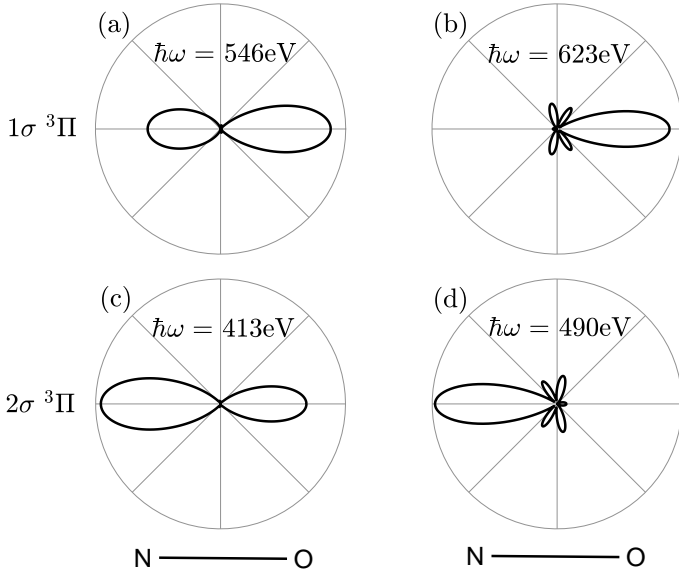 (a)
ħω = 546eV
(b)
ħω = 623eV
1σ ³Π
(c)
ħω = 413eV
(d)
ħω = 490eV
2σ ³Π
N O
N O